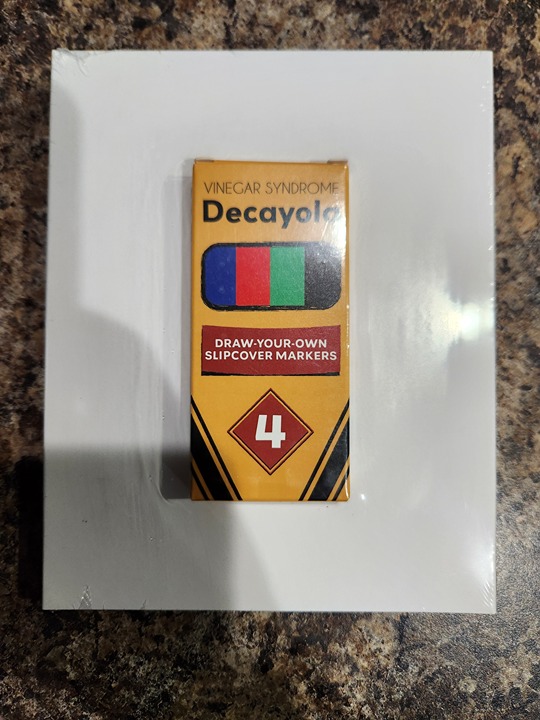 VINEGAR SYNDROME
Decayola
DRAW-YOUR-OWN
SLIPCOVER MARKERS
4